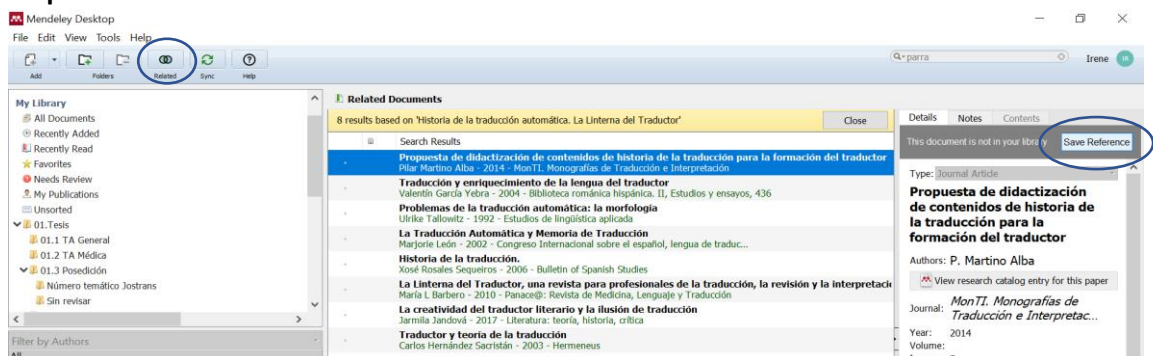 Mendeley Desktop
File Edit View Tools Help
Add Folders Related Sync Help
parra
Irene IA
My Library
All Documents
Recently Added
Recently Read
Favorites
Needs Review
My Publications
Unsorted
01.Tesis
01.1 TA General
01.2 TA Médica
01.3 Posedición
Número temático Jostrans
Sin revisar
Filter by Authors
All
Related Documents
8 results based on 'Historia de la traducción automática. La Linterna del Traductor'
Close
Search Results
Propuesta de didactización de contenidos de historia de la traducción para la formación del traductor
Pilar Martino Alba - 2014 - MonTI. Monografías de Traducción e Interpretación
Traducción y enriquecimiento de la lengua del traductor
Valentín García Yebra - 2004 - Biblioteca románica hispánica. II, Estudios y ensayos, 436
Problemas de la traducción automática: la morfología
Ulrike Tallowitz - 1992 - Estudios de lingüística aplicada
La Traducción Automática y Memoria de Traducción
Marjorie León - 2002 - Congreso Internacional sobre el español, lengua de traduc...
Historia de la traducción.
Xosé Rosales Sequeiros - 2006 - Bulletin of Spanish Studies
La Linterna del Traductor, una revista para profesionales de la traducción, la revisión y la interpretació
María L Barbero - 2010 - Panace@: Revista de Medicina, Lenguaje y Traducción
La creatividad del traductor literario y la ilusión de traducción
Jarmila Jandová - 2017 - Literatura: teoría, historia, crítica
Traductor y teoría de la traducción
Carlos Hernández Sacristán - 2003 - Hermeneus
Details Notes Contents
This document is not in your library
Save Reference
Type: Journal Article
Propuesta de didactización
de contenidos de historia de
la traducción para la
formación del traductor
Authors: P. Martino Alba
View research catalog entry for this paper
Journal: MonTI. Monografías de
Traducción e Interpretac...
Year: 2014
Volume: